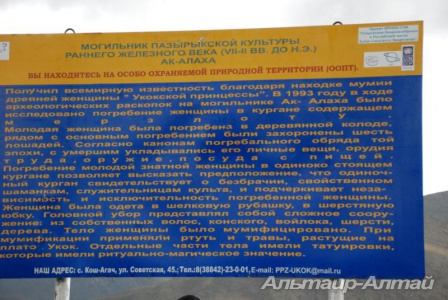 МОГИЛЬНИК ПАЗЫРЫКСКОЙ КУЛЬТУРЫ
РАННЕГО ЖЕЛЕЗНОГО ВЕКА (VII-II ВВ. ДО Н.Э.)
АК-АЛАХА
ВЫ НАХОДИТЕСЬ НА ОСОБО ОХРАНЯЕМОЙ ПРИРОДНОЙ ТЕРРИТОРИИ (ООПТ).
Получил всемирную известность благодаря находке мумии
древней женщины " Укокской принцессы". В 1993 году в ходе
археологических раскопок на могильнике Ак- Алаха было
исследовано погребение женщины в кургане содержащем
мерзлоту.
Молодая женщина была погребена в деревянной колоде,
рядом с основным погребением были захоронены шесть
лошадей. Согласно канонам погребального обряда той
эпохи, с умершим укладывались его личные вещи, орудия
труда, оружие, посуда с пищей.
Погребение молодой знатной женщины в одиноко стоящем
кургане позволяет высказать предположение, что одиноч-
ный курган свидетельствует о безбрачии, свойственном
шаманкам, служительницам культа, и подчеркивает неза-
висимость и исключительность погребенной женщины.
Женщина была одета в шелковую рубашку, в шерстяную
юбку. Головной убор представлял собой сложное соору-
жение: из собственных волос, конского, войлока, шерсти,
дерева. Тело женщины было мумифицировано. При
мумификации применяли ртуть и травы, растущие на
плато Укок. Отдельные части тела имели татуировки,
которые имели ритуально-магическое значение.
НАШ АДРЕС: с. Кош-Агач, ул. Советская, 45.; Тел.:8(38842)-23-0-01, E-mail: PPZ-UKOK@mail.ru
Альтаир-Алтай